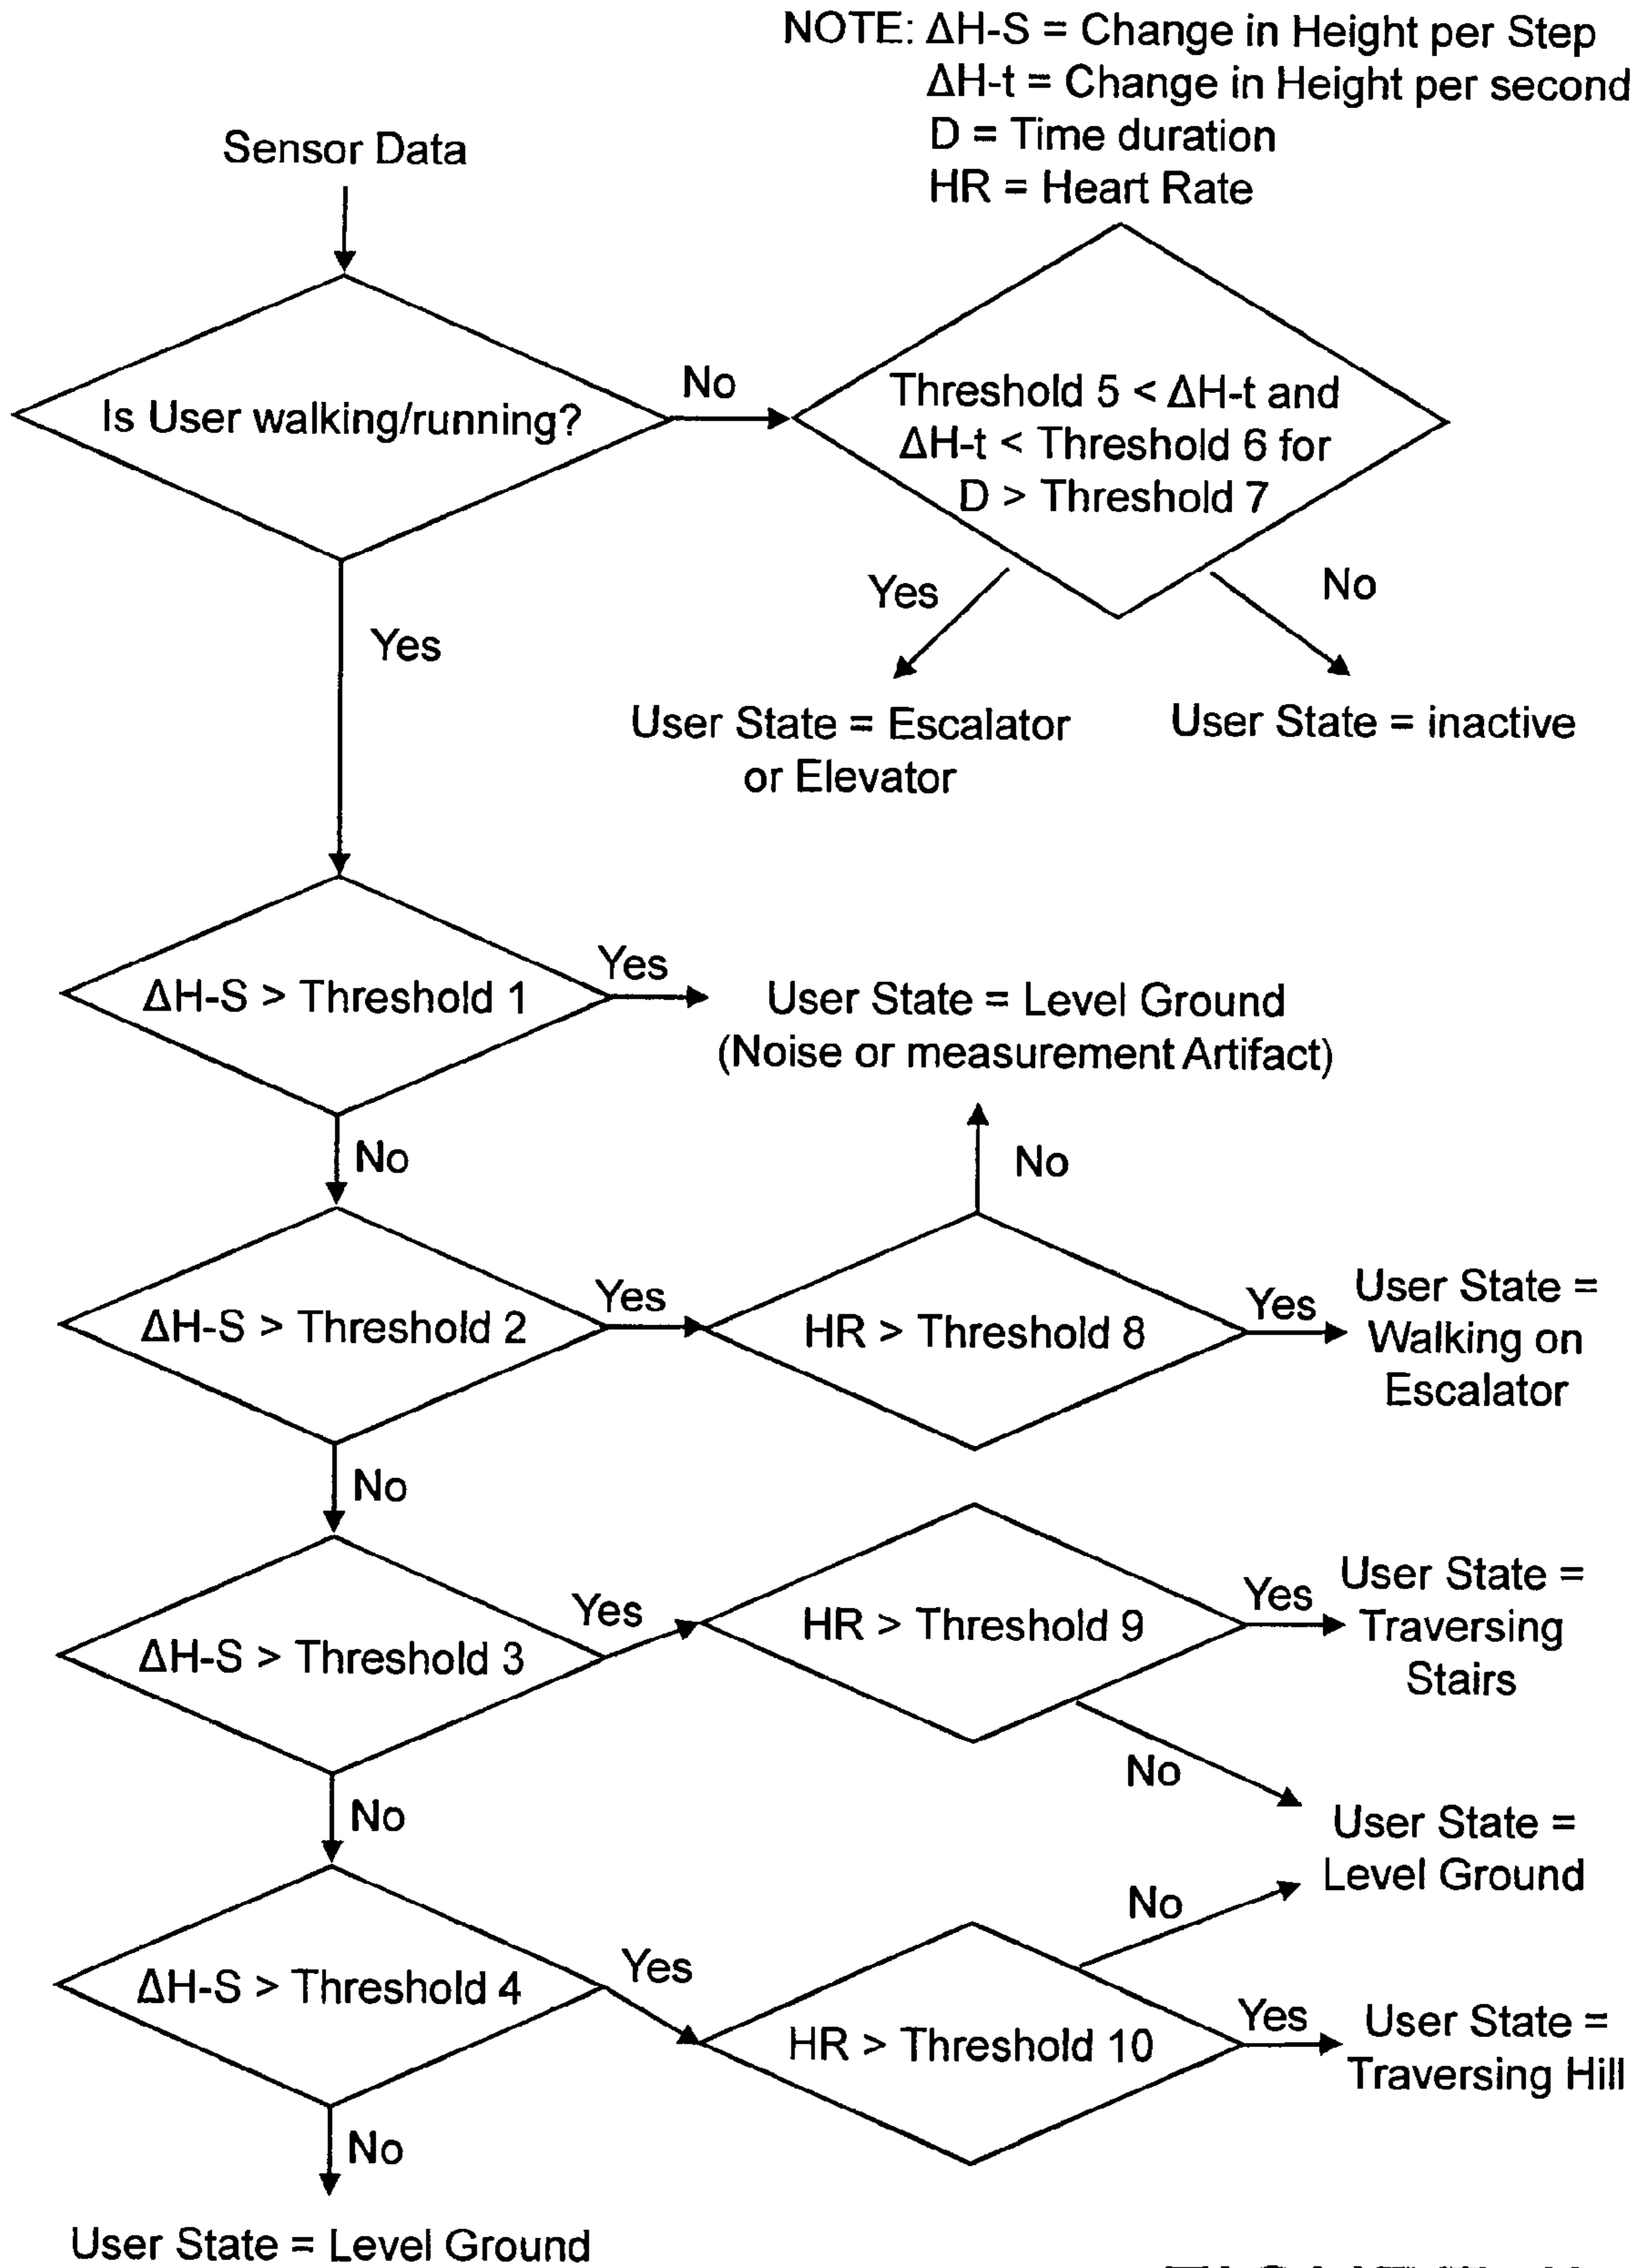 NOTE: ΔH-S = Change in Height per Step
ΔH-t = Change in Height per second
D = Time duration
HR = Heart Rate
Sensor Data
Is User walking/running?
No
Threshold 5 < ΔH-t and
ΔH-t < Threshold 6 for
D > Threshold 7
Yes
No
User State = Escalator
or Elevator
User State = inactive
Yes
ΔH-S > Threshold 1
Yes
User State = Level Ground
(Noise or measurement Artifact)
No
No
ΔH-S > Threshold 2
Yes
HR > Threshold 8
Yes
User State =
Walking on
Escalator
No
ΔH-S > Threshold 3
Yes
HR > Threshold 9
Yes
User State =
Traversing
Stairs
No
No
User State =
Level Ground
No
ΔH-S > Threshold 4
Yes
HR > Threshold 10
Yes
User State =
Traversing Hill
No
User State = Level Ground